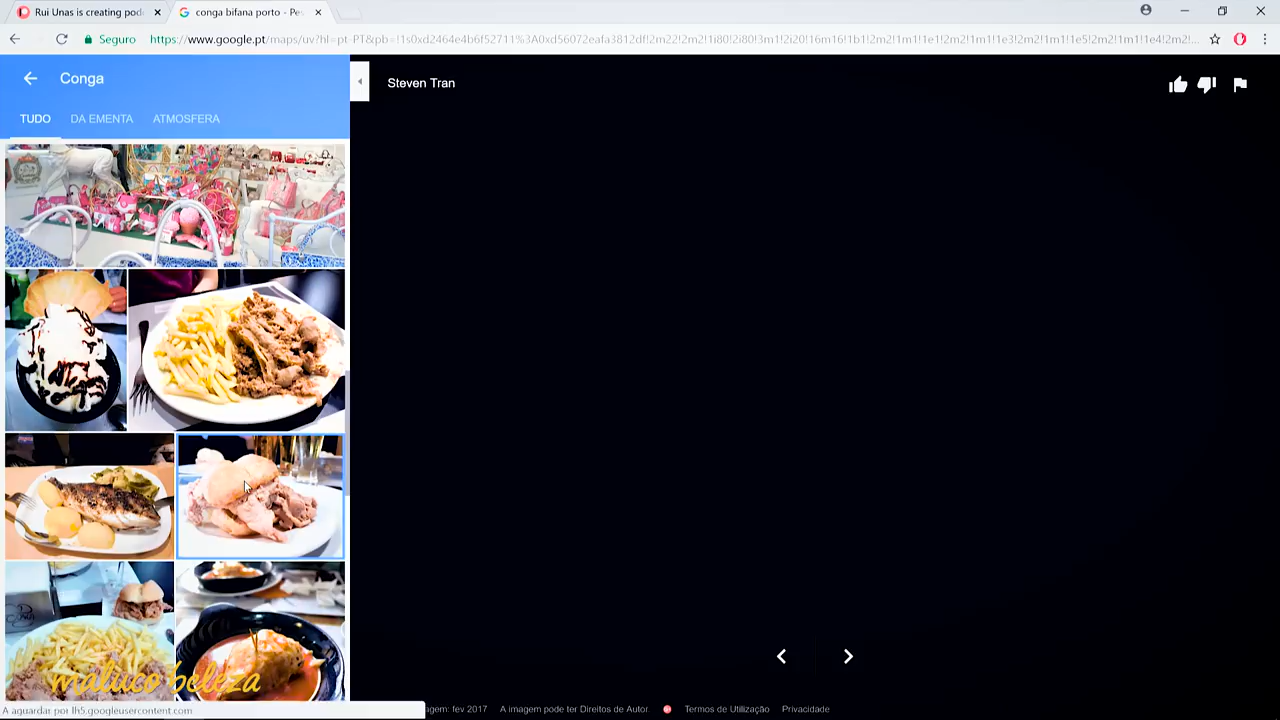 Rui Unas is creating pod
conga bifana porto - Pes
Seguro
https://www.google.pt/maps/uv?hl=pt-PT&pb=!1s0xd2464e4b6f52711%3A0xd56072eafa3812df!2m22!2m2!1i80!2i80!3m1!2i20!16m16!1b1!2m2!1m1!1e1!2m2!1m1!1e3!2m2!1m1!1e5!2m2!1m1!1e4!2m2!...
Conga
Steven Tran
TUDO
DA EMENTA
ATMOSFERA
maluco beleza
A aguardar por lh5.googleusercontent.com
agem: fev 2017
A imagem pode ter Direitos de Autor.
Termos de Utilização
Privacidade